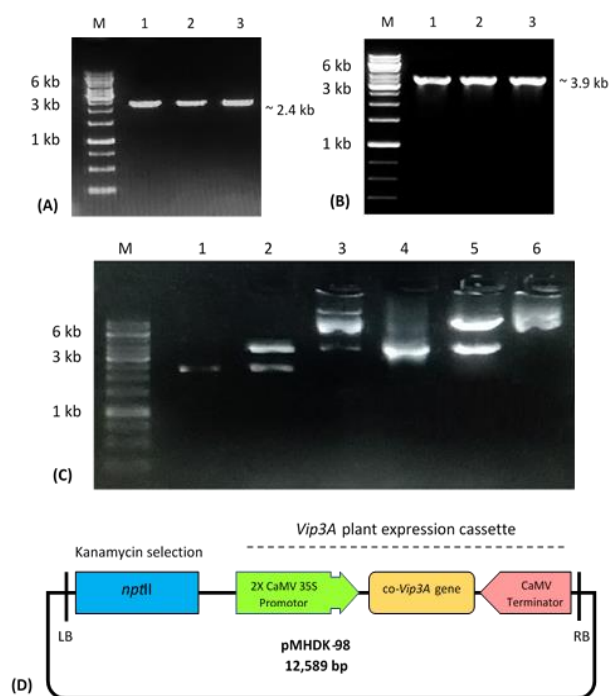 M 1 2 3
6 kb
3 kb
~ 2.4 kb
1 kb
(A)
M 1 2 3
6 kb
3 kb
~ 3.9 kb
1 kb
(B)
M 1 2 3 4 5 6
6 kb
3 kb
1 kb
(C)
Vip3A plant expression cassette
Kanamycin selection
nptII
2X CaMV 35S
Promotor
co-Vip3A gene
CaMV
Terminator
LB
RB
pMHDK-98
12,589 bp
(D)